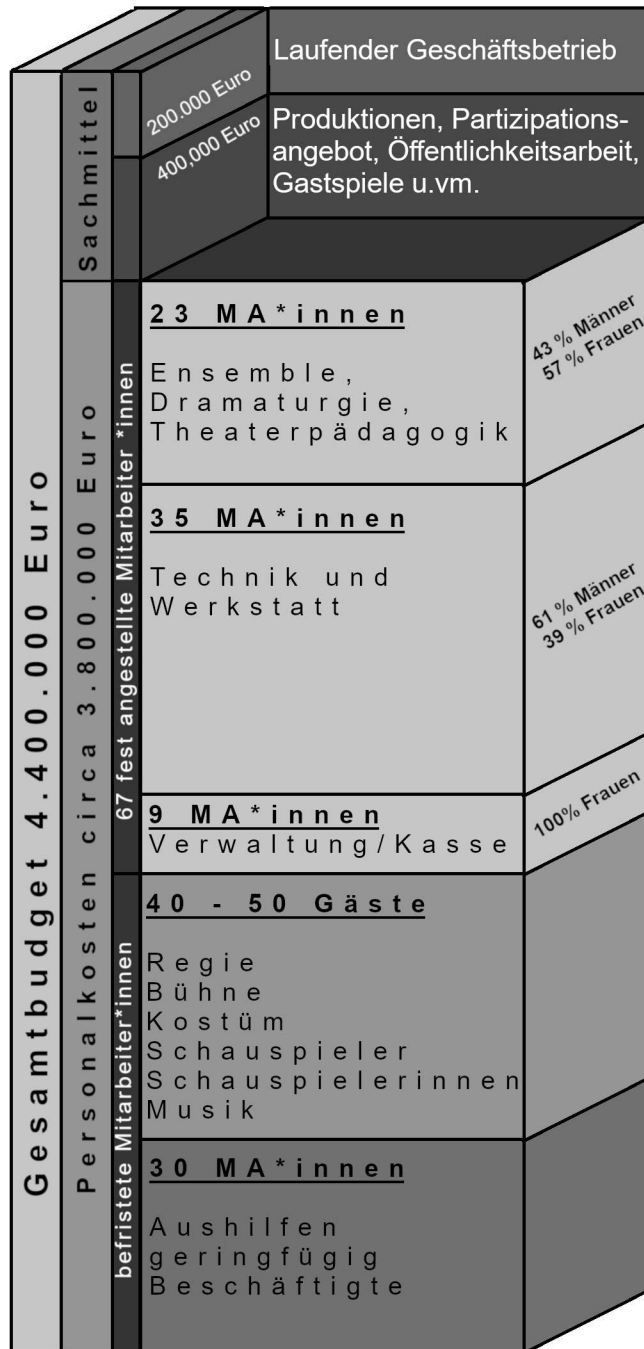 Gesamtbudget 4.400.000 Euro
Sachmittel
Personalkosten circa 3.800.000 Euro
200.000 Euro
Laufender Geschäftsbetrieb
400,000 Euro
Produktionen, Partizipations-
angebot, Öffentlichkeitsarbeit,
Gastspiele u.vm.
67 fest angestellte Mitarbeiter *innen
23 MA*innen
Ensemble,
Dramaturgie,
Theaterpädagogik
43 % Männer
57 % Frauen
35 MA*innen
Technik und
Werkstatt
61 % Männer
39 % Frauen
9 MA*innen
Verwaltung/Kasse
100% Frauen
befristete Mitarbeiter*innen
40 - 50 Gäste
Regie
Bühne
Kostüm
Schauspieler
Schauspielerinnen
Musik
30 MA*innen
Aushilfen
geringfügig
Beschäftigte